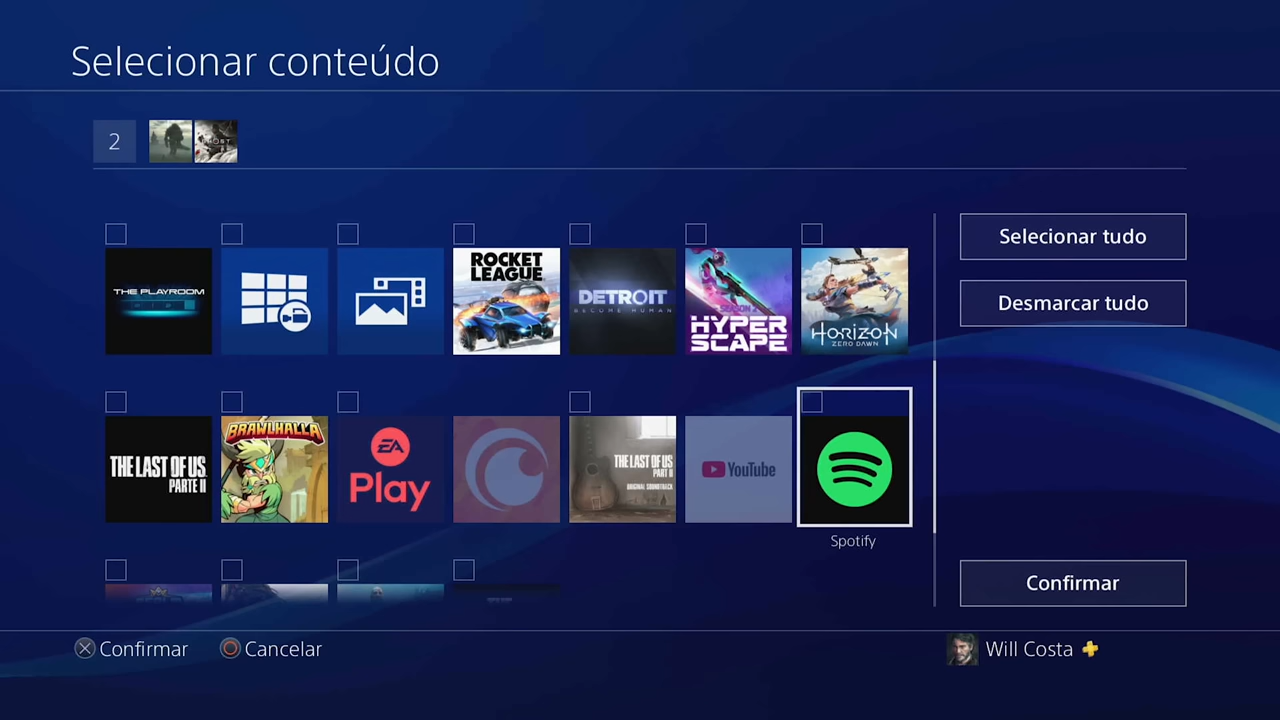 Selecionar conteúdo
2
GHOST
THE PLAYROOM
ROCKET
LEAGUE
DETROIT
BECOME HUMAN
HYPER
SCAPE
HORIZON
ZERO DAWN
Selecionar tudo
Desmarcar tudo
THE LAST OF US
PARTE II
BRAWLHALLA
EA
Play
THE LAST OF US
PART II
ORIGINAL SOUNDTRACK
YouTube
Spotify
Confirmar
Confirmar
Cancelar
Will Costa